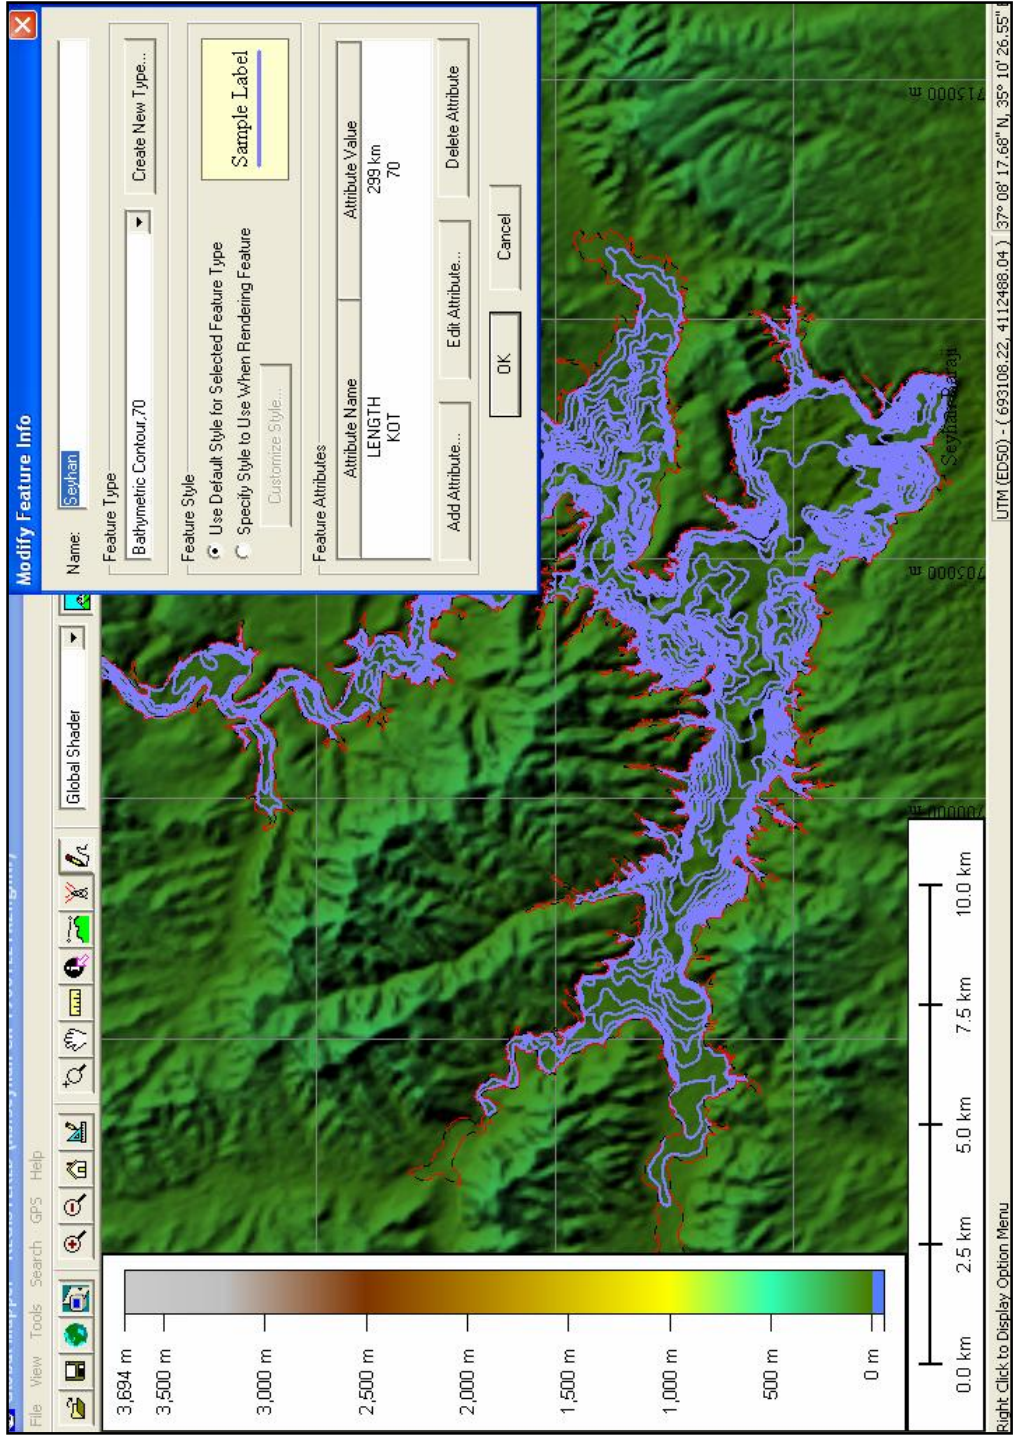 Modify Feature Info
Name:
Seyhan
Feature Type
Bathymetric Contour,70
Create New Type...
Feature Style
Use Default Style for Selected Feature Type
Specify Style to Use When Rendering Feature
Customize Style...
Sample Label
Feature Attributes
Attribute Name Attribute Value
LENGTH 299 km
KOT 70
Add Attribute... Edit Attribute... Delete Attribute
OK Cancel
File View Tools Search GPS Help
Global Shader
3,694 m
3,500 m
3,000 m
2,500 m
2,000 m
1,500 m
1,000 m
500 m
0 m
Seyhan Baraji
705000 m
715000 m
0.0 km 2.5 km 5.0 km 7.5 km 10.0 km
Right Click to Display Option Menu
UTM (ED50) - ( 693108.22, 4112488.04 ) 37° 08' 17.68" N, 35° 10' 26.55"